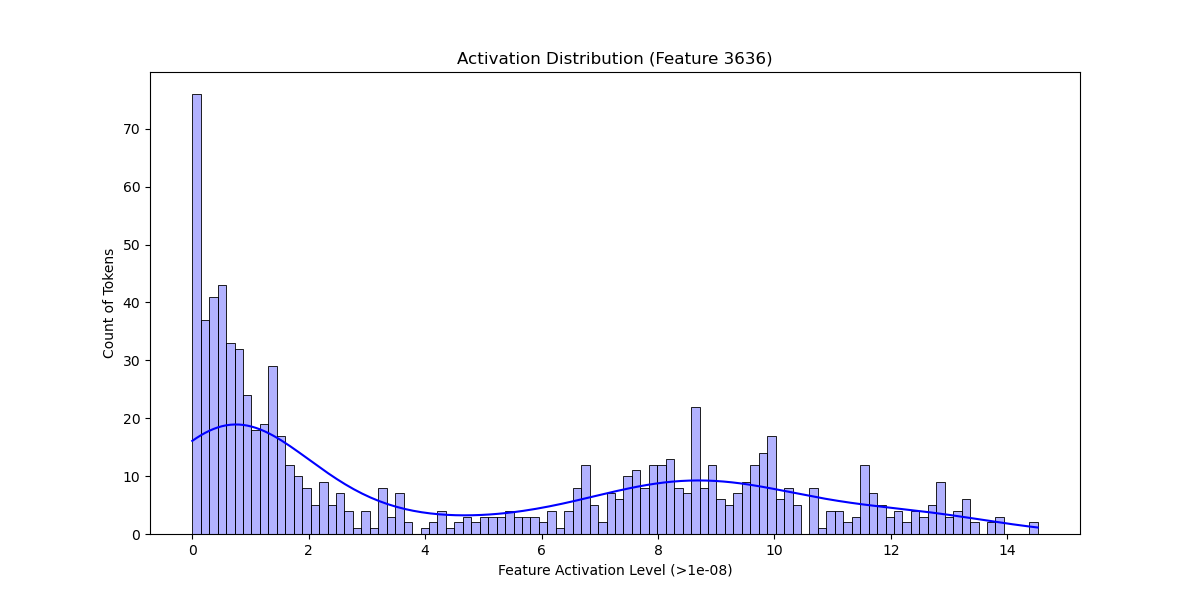 Activation Distribution (Feature 3636)
Count of Tokens
70
60
50
40
30
20
10
0
0 2 4 6 8 10 12 14
Feature Activation Level (>1e-08)